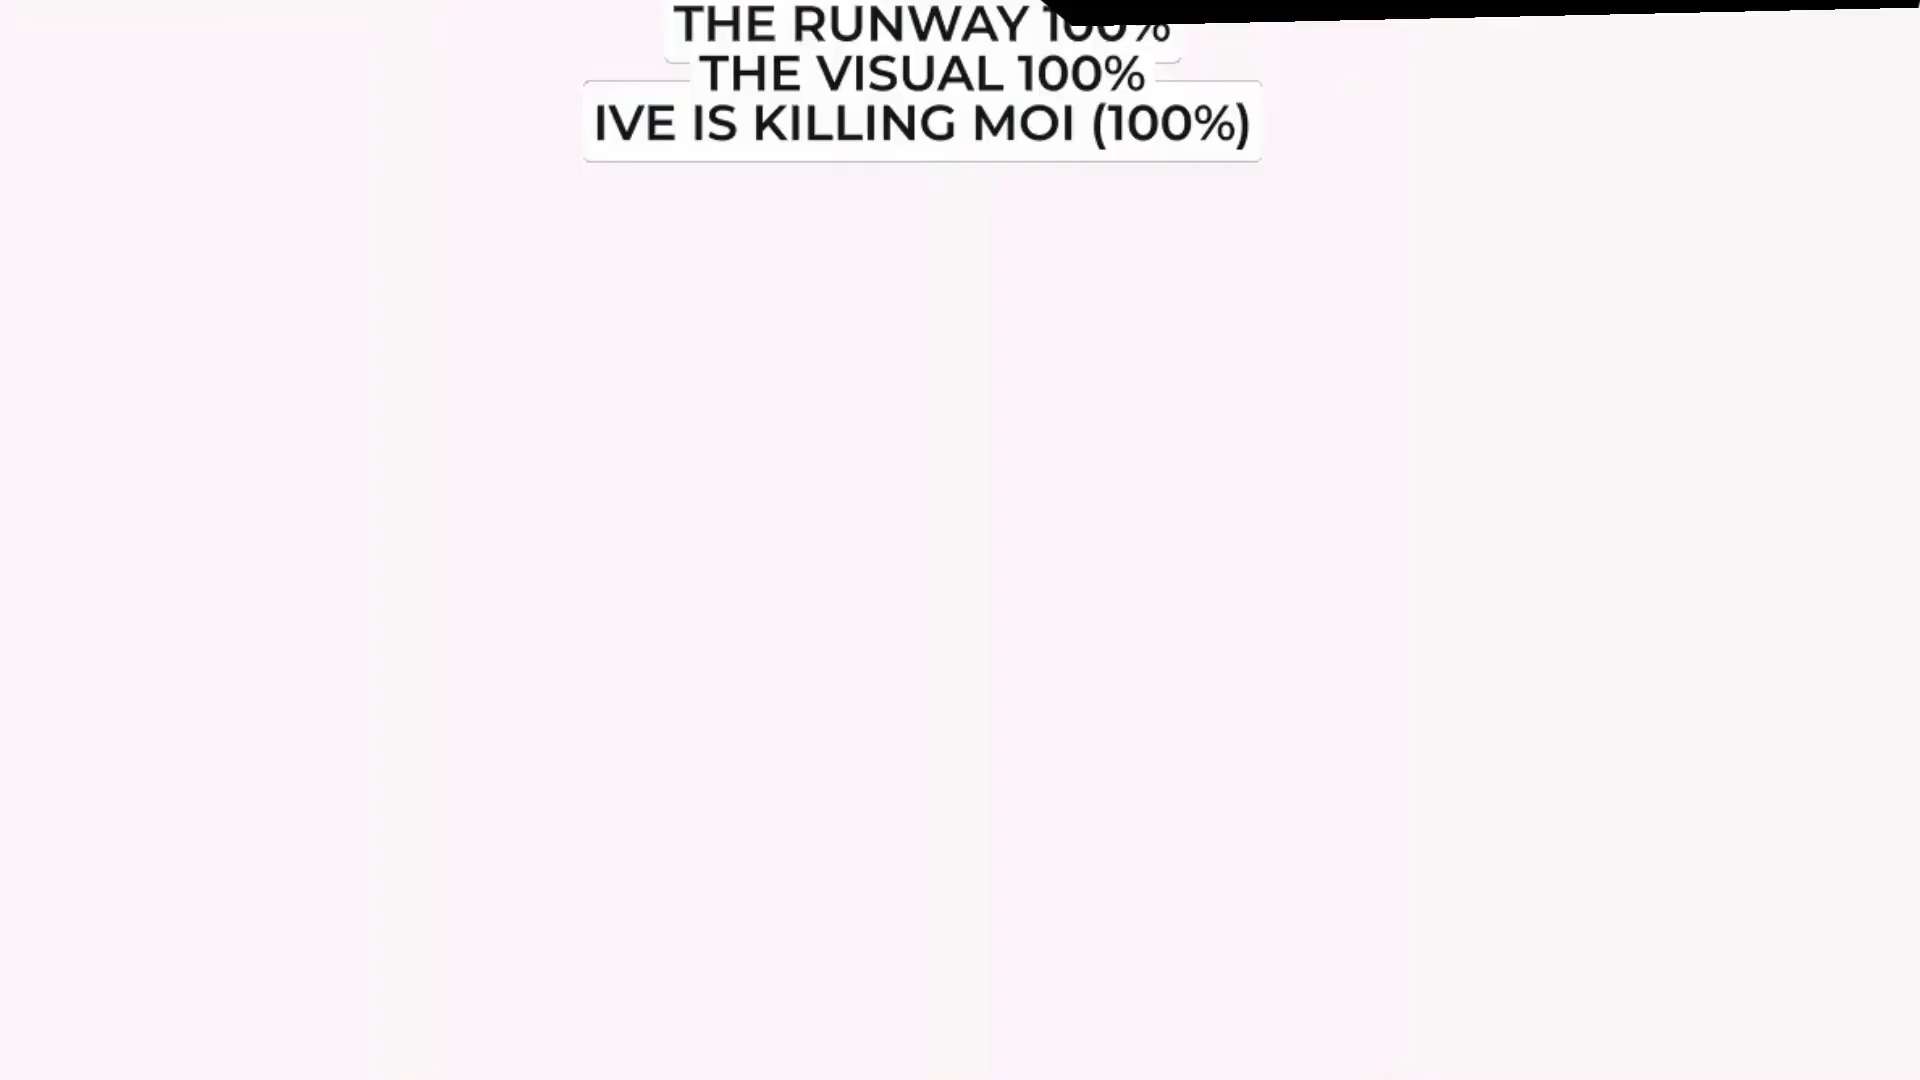 THE RUNWAY 100%
THE VISUAL 100%
IVE IS KILLING MOI (100%)